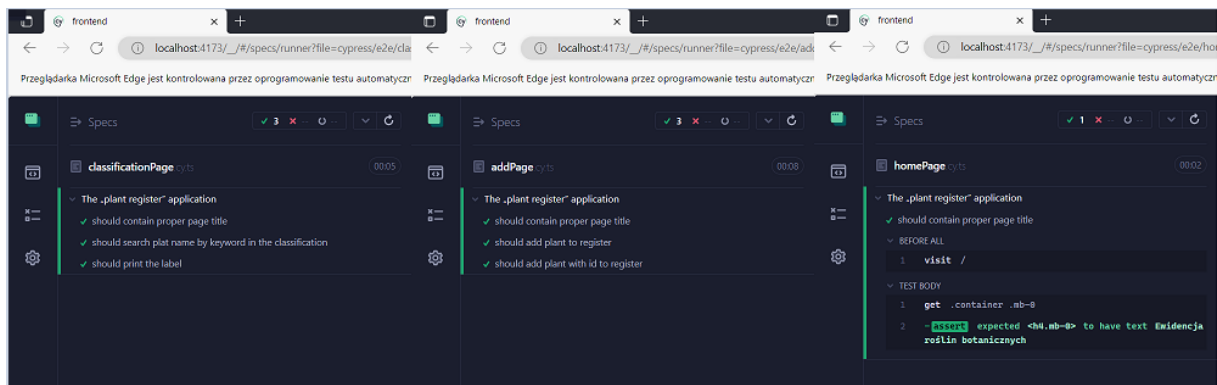 frontend
localhost:4173/__/#/specs/runner?file=cypress/e2e/cla
Przeglądarka Microsoft Edge jest kontrolowana przez oprogramowanie testu automatyczn
Specs
3 -- --
classificationPage cy.ts 00:05
The „plant register” application
should contain proper page title
should search plat name by keyword in the classification
should print the label
frontend
localhost:4173/__/#/specs/runner?file=cypress/e2e/add
Przeglądarka Microsoft Edge jest kontrolowana przez oprogramowanie testu automatyczn
Specs
3 -- --
addPage cy.ts 00:08
The „plant register” application
should contain proper page title
should add plant to register
should add plant with id to register
frontend
localhost:4173/__/#/specs/runner?file=cypress/e2e/hor
Przeglądarka Microsoft Edge jest kontrolowana przez oprogramowanie testu automatyczn
Specs
1 -- --
homePage cy.ts 00:02
The „plant register” application
should contain proper page title
BEFORE ALL
1 visit /
TEST BODY
1 get .container .mb-0
2 -assert expected <h4.mb-0> to have text Ewidencja
roślin botanicznych